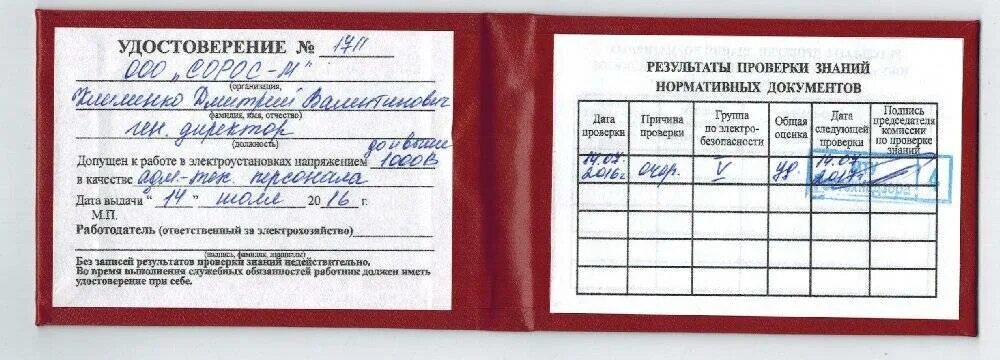 УДОСТОВЕРЕНИЕ № 17П
ООО „СОРОС-М"
(организация,
Клименко Дмитрий Валентинович
фамилия, имя, отчество)
ген. директор
(должность)
до и выше
Допущен к работе в электроустановках напряжением 1000В
в качестве адм-тех. персонала
Дата выдачи "14" июля 2016 г.
М.П.
Работодатель (ответственный за электрохозяйство)
(подпись, фамилия, инициалы)
Без записей результатов проверки знаний недействительно.
Во время выполнения служебных обязанностей работник должен иметь
удостоверение при себе.
РЕЗУЛЬТАТЫ ПРОВЕРКИ ЗНАНИЙ
НОРМАТИВНЫХ ДОКУМЕНТОВ
Дата проверки Причина проверки Группа по электро-безопасности Общая оценка Дата следующей проверки Подпись председателя комиссии по проверке знаний
14.07. 2016г очер. V уд. 14.07 2017г